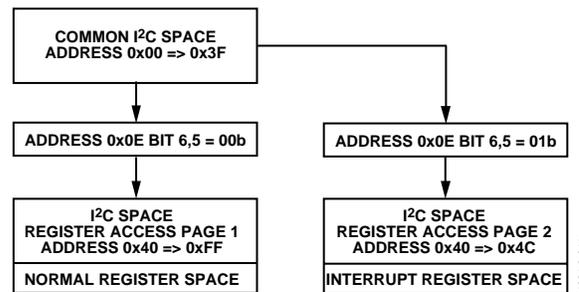 COMMON I²C SPACE
ADDRESS 0x00 => 0x3F
ADDRESS 0x0E BIT 6,5 = 00b
ADDRESS 0x0E BIT 6,5 = 01b
I²C SPACE
REGISTER ACCESS PAGE 1
ADDRESS 0x40 => 0xFF
NORMAL REGISTER SPACE
I²C SPACE
REGISTER ACCESS PAGE 2
ADDRESS 0x40 => 0x4C
INTERRUPT REGISTER SPACE